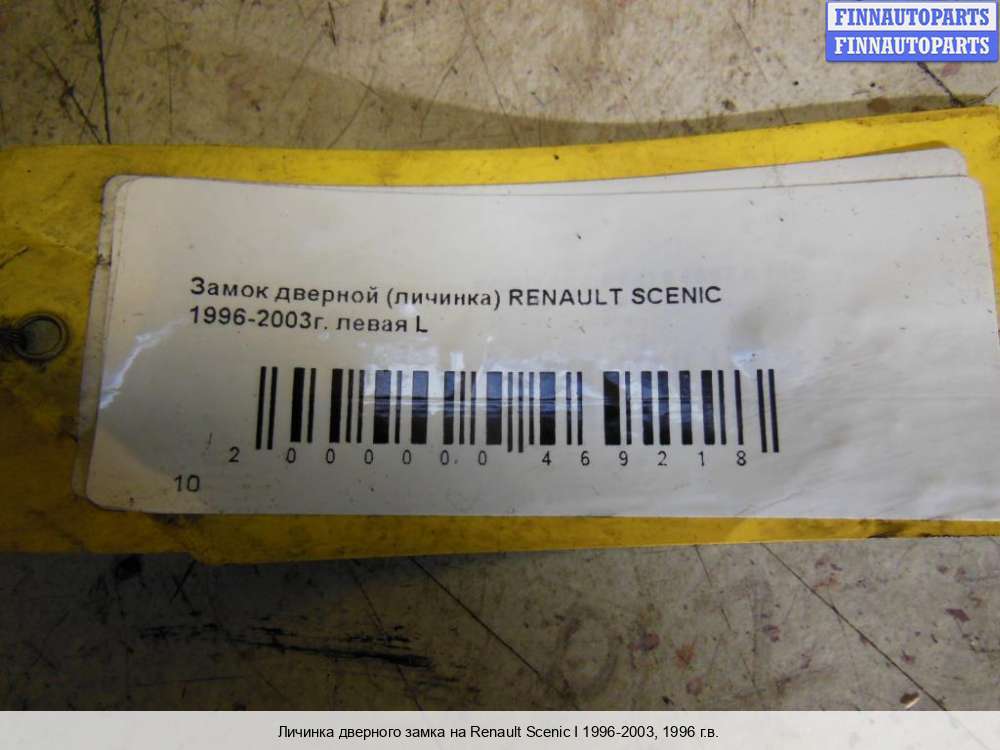 FINNAUTOPARTS
FINNAUTOPARTS
Замок дверной (личинка) RENAULT SCENIC
1996-2003г. левая L
2 000000 469218
10
Личинка дверного замка на Renault Scenic I 1996-2003, 1996 г.в.